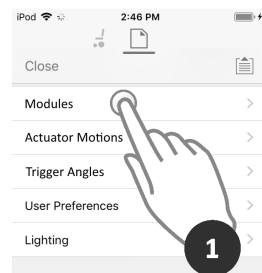 iPod 2:46 PM
Close
Modules
Actuator Motions
Trigger Angles
User Preferences
Lighting
1